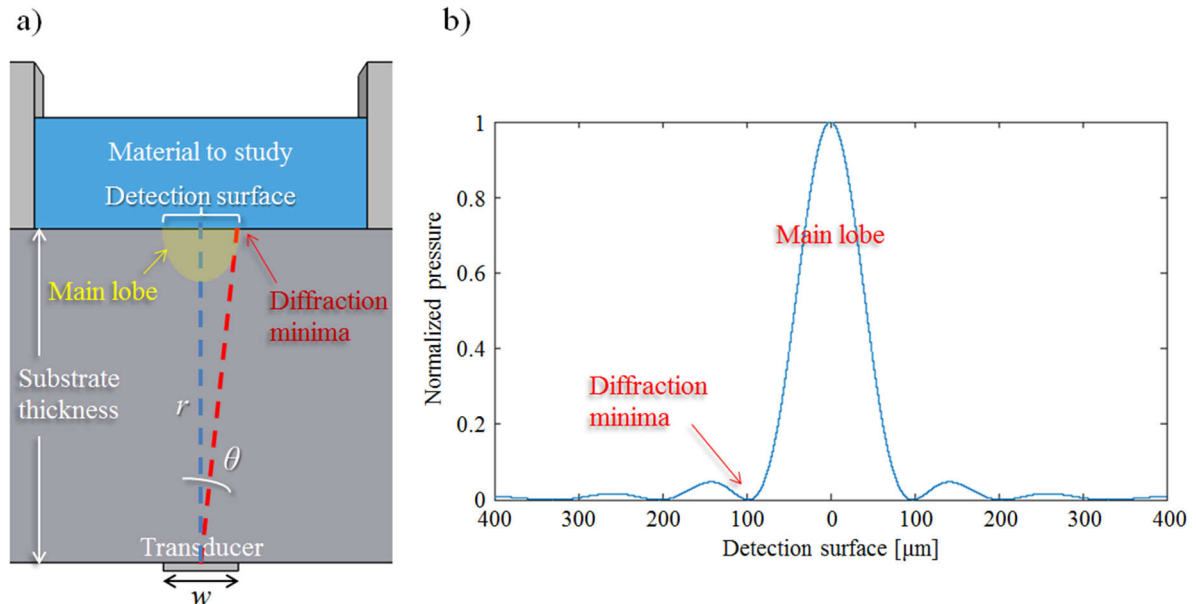 a)
Material to study
Detection surface
Main lobe
Diffraction
minima
Substrate
thickness
r
θ
Transducer
w
b)
Normalized pressure
1
0.8
0.6
0.4
0.2
0
Main lobe
Diffraction
minima
400 300 200 100 0 100 200 300 400
Detection surface [μm]